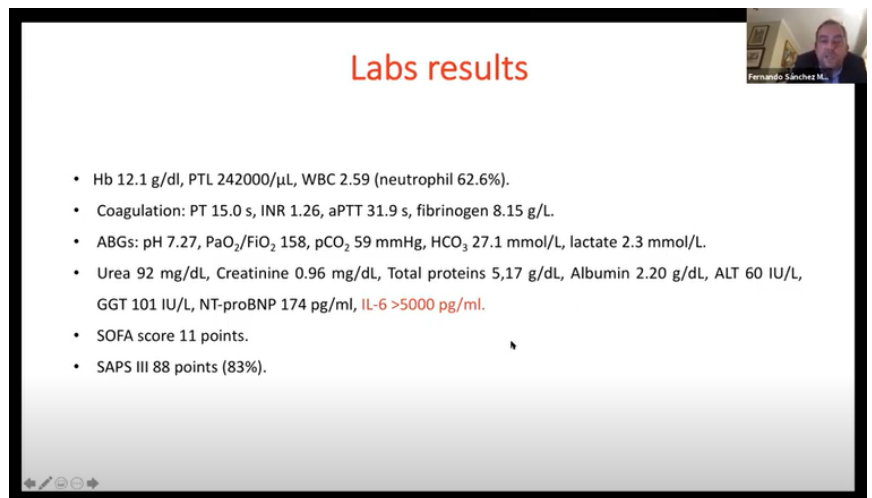 Labs results
Fernando Sánchez M...
• Hb 12.1 g/dl, PTL 242000/µL, WBC 2.59 (neutrophil 62.6%).
• Coagulation: PT 15.0 s, INR 1.26, aPTT 31.9 s, fibrinogen 8.15 g/L.
• ABGs: pH 7.27, PaO₂/FiO₂ 158, pCO₂ 59 mmHg, HCO₃ 27.1 mmol/L, lactate 2.3 mmol/L.
• Urea 92 mg/dL, Creatinine 0.96 mg/dL, Total proteins 5,17 g/dL, Albumin 2.20 g/dL, ALT 60 IU/L,
GGT 101 IU/L, NT-proBNP 174 pg/ml, IL-6 >5000 pg/ml.
• SOFA score 11 points.
• SAPS III 88 points (83%).